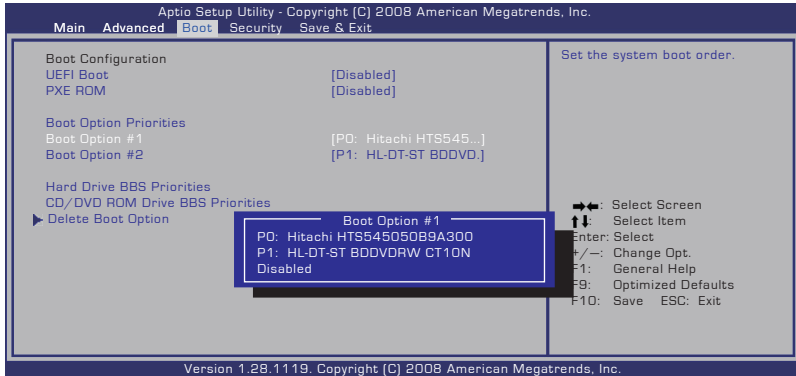 Aptio Setup Utility - Copyright (C) 2008 American Megatrends, Inc.
Main Advanced Boot Security Save & Exit
Boot Configuration
UEFI Boot [Disabled]
PXE ROM [Disabled]
Boot Option Priorities
Boot Option #1 [P0: Hitachi HTS545...]
Boot Option #2 [P1: HL-DT-ST BDDVD.]
Hard Drive BBS Priorities
CD/DVD ROM Drive BBS Priorities
Delete Boot Option
Boot Option #1
P0: Hitachi HTS545050B9A300
P1: HL-DT-ST BDDVDRW CT10N
Disabled
Set the system boot order.
: Select Screen
: Select Item
Enter: Select
+/-: Change Opt.
F1: General Help
F9: Optimized Defaults
F10: Save ESC: Exit
Version 1.28.1119. Copyright (C) 2008 American Megatrends, Inc.